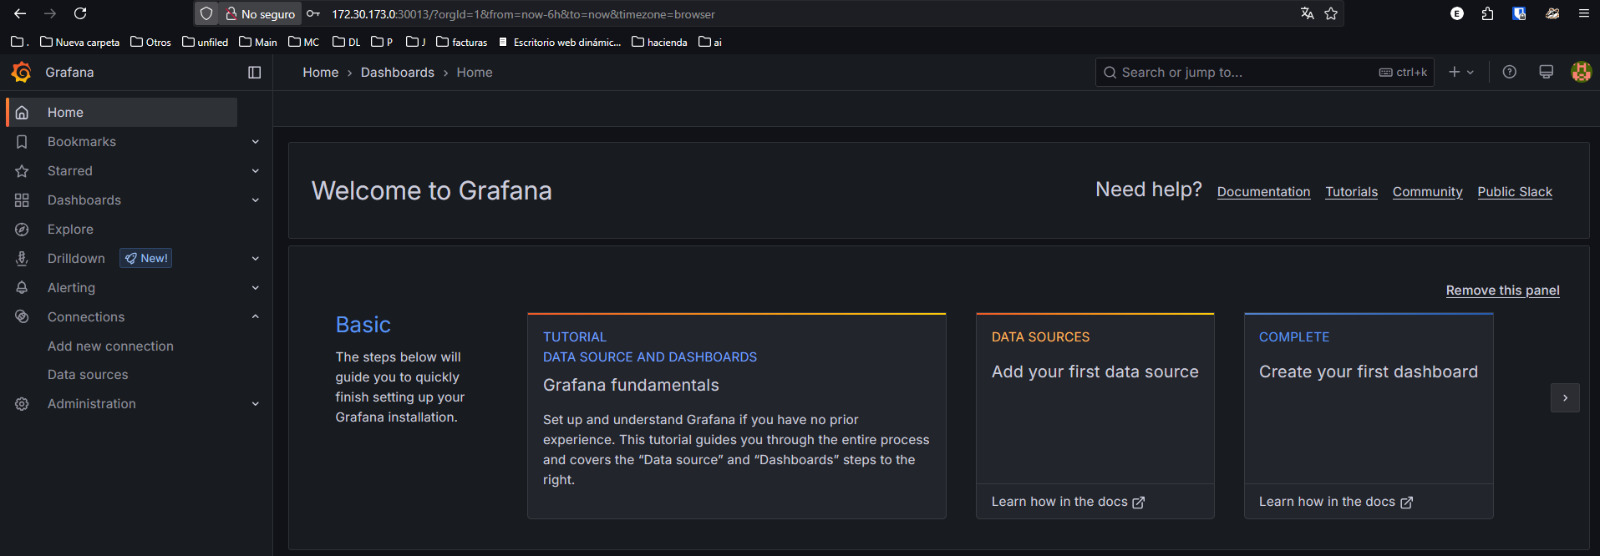 No seguro
172.30.173.0:30013/?orgId=1&from=now-6h&to=now&timezone=browser
.
Nueva carpeta
Otros
unfiled
Main
MC
DL
P
J
facturas
Escritorio web dinámic...
hacienda
ai
Grafana
Home › Dashboards › Home
Search or jump to...
ctrl+k
Home
Bookmarks
Starred
Dashboards
Explore
Drilldown New!
Alerting
Connections
Add new connection
Data sources
Administration
Welcome to Grafana
Need help? Documentation Tutorials Community Public Slack
Remove this panel
Basic
The steps below will
guide you to quickly
finish setting up your
Grafana installation.
TUTORIAL
DATA SOURCE AND DASHBOARDS
Grafana fundamentals
Set up and understand Grafana if you have no prior
experience. This tutorial guides you through the entire process
and covers the “Data source” and “Dashboards” steps to the
right.
DATA SOURCES
Add your first data source
Learn how in the docs
COMPLETE
Create your first dashboard
Learn how in the docs